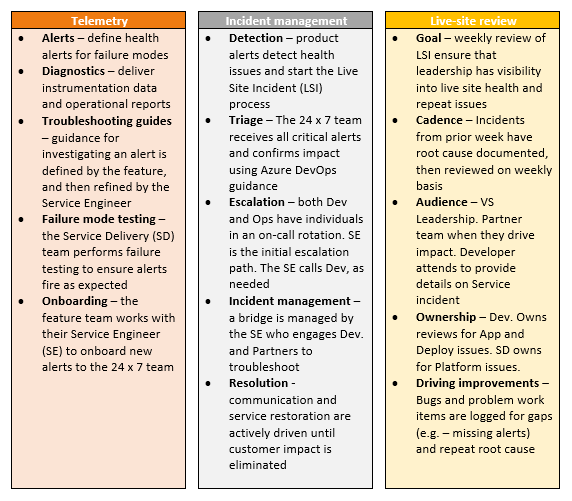 Telemetry
• Alerts – define health
alerts for failure modes
• Diagnostics – deliver
instrumentation data
and operational reports
• Troubleshooting guides
– guidance for
investigating an alert is
defined by the feature,
and then refined by the
Service Engineer
• Failure mode testing –
the Service Delivery (SD)
team performs failure
testing to ensure alerts
fire as expected
• Onboarding – the
feature team works with
their Service Engineer
(SE) to onboard new
alerts to the 24 x 7 team
Incident management
• Detection – product
alerts detect health
issues and start the Live
Site Incident (LSI)
process
• Triage – The 24 x 7 team
receives all critical alerts
and confirms impact
using Azure DevOps
guidance
• Escalation – both Dev
and Ops have individuals
in an on-call rotation. SE
is the initial escalation
path. The SE calls Dev, as
needed
• Incident management –
a bridge is managed by
the SE who engages Dev.
and Partners to
troubleshoot
• Resolution -
communication and
service restoration are
actively driven until
customer impact is
eliminated
Live-site review
• Goal – weekly review of
LSI ensure that
leadership has visibility
into live site health and
repeat issues
• Cadence – Incidents
from prior week have
root cause documented,
then reviewed on weekly
basis
• Audience – VS
Leadership. Partner
team when they drive
impact. Developer
attends to provide
details on Service
incident
• Ownership – Dev. Owns
reviews for App and
Deploy issues. SD owns
for Platform issues.
• Driving improvements –
Bugs and problem work
items are logged for gaps
(e.g. – missing alerts)
and repeat root cause